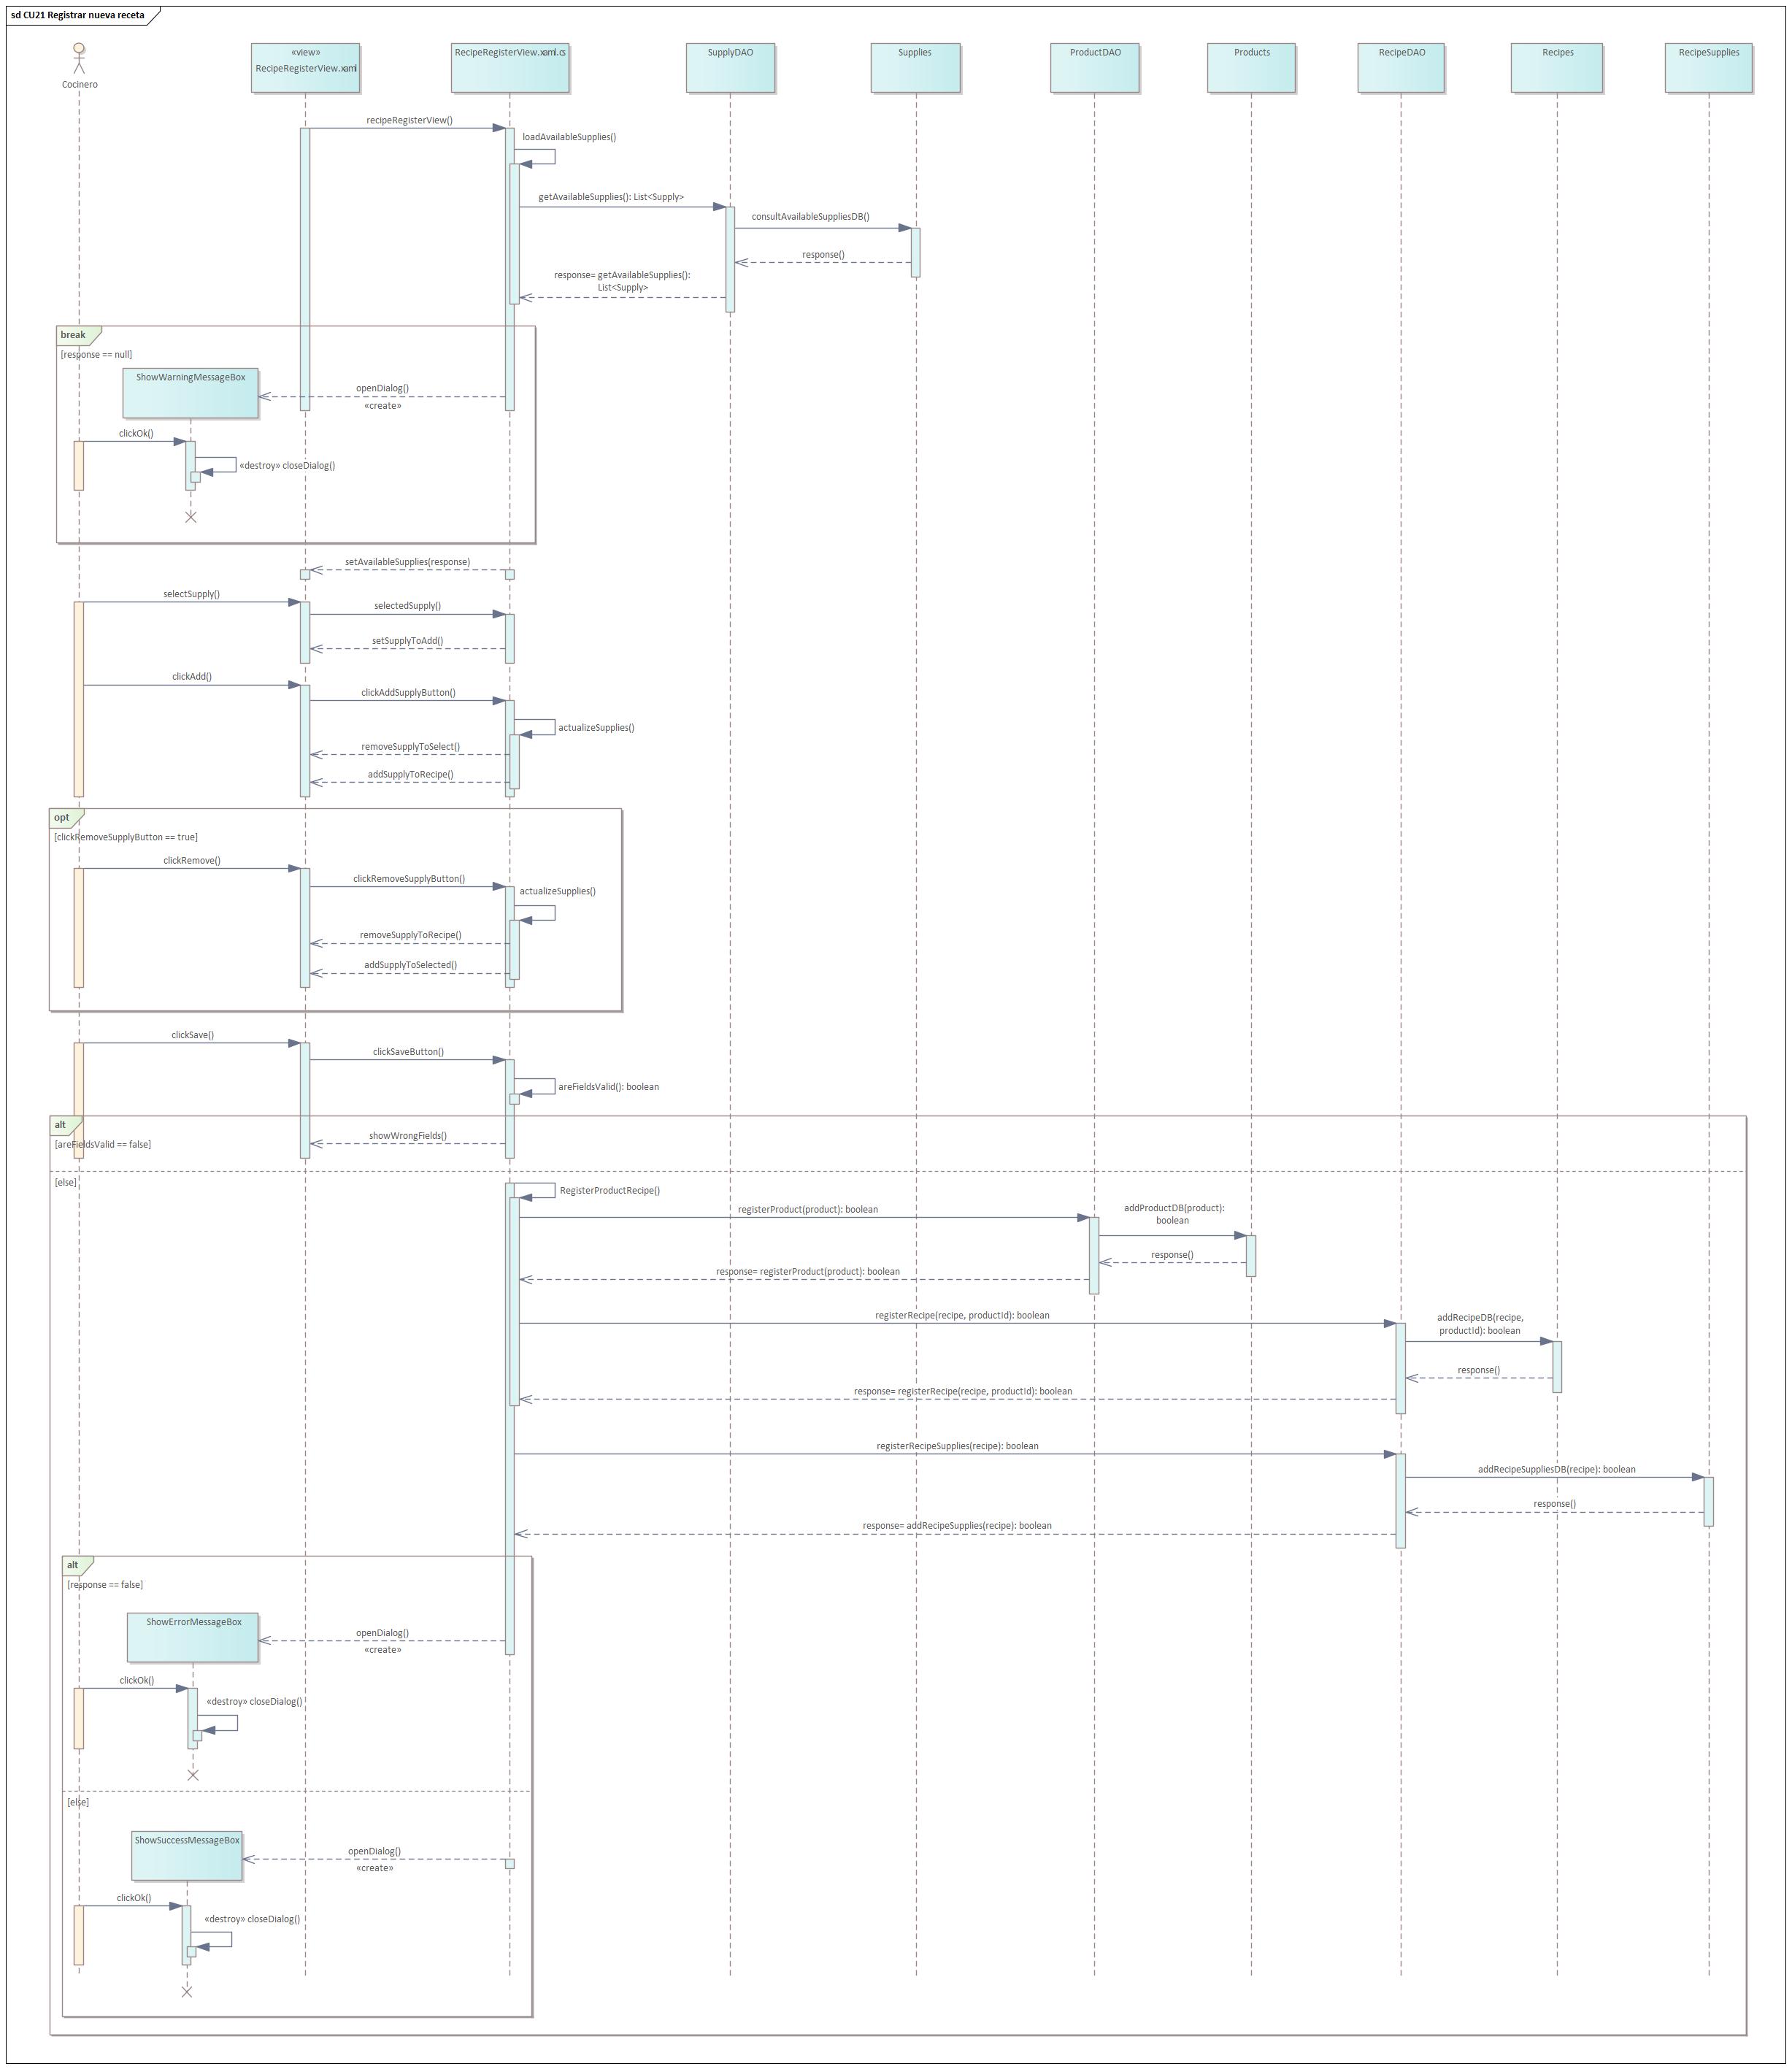 sd CU21 Registrar nueva receta
Cocinero
«view»
RecipeRegisterView.xaml
RecipeRegisterView.xaml.cs
SupplyDAO
Supplies
ProductDAO
Products
RecipeDAO
Recipes
RecipeSupplies
recipeRegisterView()
loadAvailableSupplies()
getAvailableSupplies(): List<Supply>
consultAvailableSuppliesDB()
response()
response= getAvailableSupplies():
List<Supply>
break
[response == null]
ShowWarningMessageBox
openDialog()
«create»
clickOk()
«destroy» closeDialog()
setAvailableSupplies(response)
selectSupply()
selectedSupply()
setSupplyToAdd()
clickAdd()
clickAddSupplyButton()
actualizeSupplies()
removeSupplyToSelect()
addSupplyToRecipe()
opt
[clickRemoveSupplyButton == true]
clickRemove()
clickRemoveSupplyButton()
actualizeSupplies()
removeSupplyToRecipe()
addSupplyToSelected()
clickSave()
clickSaveButton()
areFieldsValid(): boolean
alt
[areFieldsValid == false]
showWrongFields()
[else]
RegisterProductRecipe()
registerProduct(product): boolean
addProductDB(product):
boolean
response()
response= registerProduct(product): boolean
registerRecipe(recipe, productId): boolean
addRecipeDB(recipe,
productId): boolean
response()
response= registerRecipe(recipe, productId): boolean
registerRecipeSupplies(recipe): boolean
addRecipeSuppliesDB(recipe): boolean
response()
response= addRecipeSupplies(recipe): boolean
alt
[response == false]
ShowErrorMessageBox
openDialog()
«create»
clickOk()
«destroy» closeDialog()
[else]
ShowSuccessMessageBox
openDialog()
«create»
clickOk()
«destroy» closeDialog()